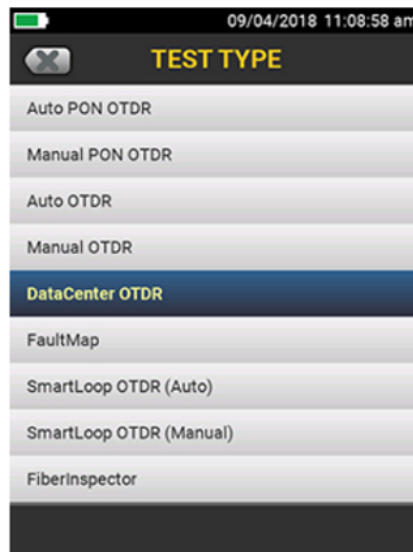 09/04/2018 11:08:58 am
TEST TYPE
Auto PON OTDR
Manual PON OTDR
Auto OTDR
Manual OTDR
DataCenter OTDR
FaultMap
SmartLoop OTDR (Auto)
SmartLoop OTDR (Manual)
FiberInspector